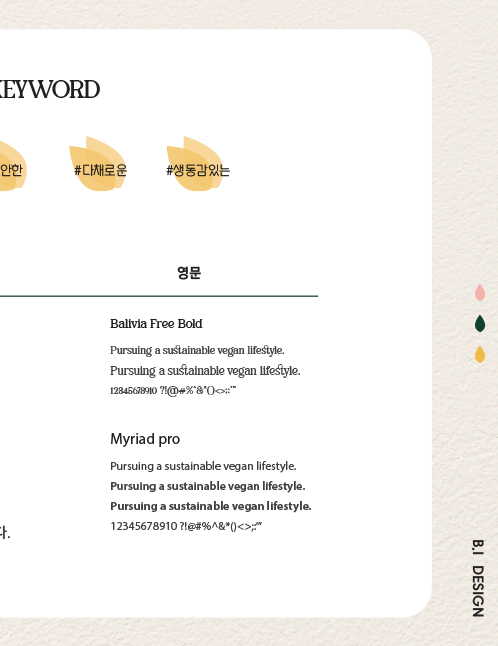 KEYWORD
안한
#다채로운
#생동감있는
영문
Balivia Free Bold
Pursuing a sustainable vegan lifestyle.
Pursuing a sustainable vegan lifestyle.
12345678910 ?!@#%^&*()<>;:'"
Myriad pro
Pursuing a sustainable vegan lifestyle.
Pursuing a sustainable vegan lifestyle.
Pursuing a sustainable vegan lifestyle.
12345678910 ?!@#%^&*()<>;:'"
다.
B.I DESIGN